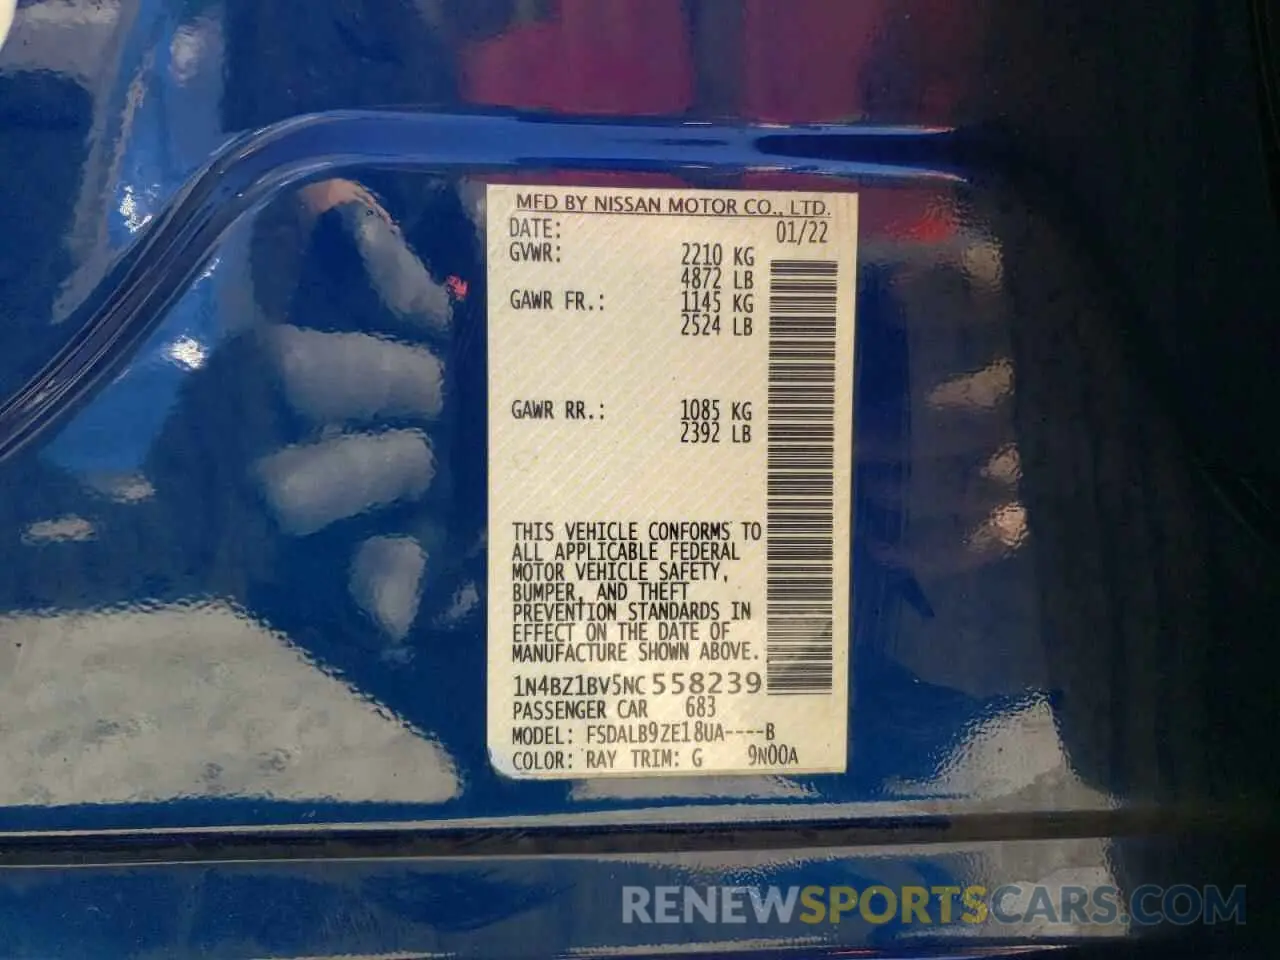 MFD BY NISSAN MOTOR CO., LTD.
DATE: 01/22
GVWR: 2210 KG
4872 LB
GAWR FR.: 1145 KG
2524 LB
GAWR RR.: 1085 KG
2392 LB
THIS VEHICLE CONFORMS TO
ALL APPLICABLE FEDERAL
MOTOR VEHICLE SAFETY,
BUMPER, AND THEFT
PREVENTION STANDARDS IN
EFFECT ON THE DATE OF
MANUFACTURE SHOWN ABOVE.
1N4BZ1BV5NC558239
PASSENGER CAR 683
MODEL: FSDALB9ZE18UA----B
COLOR: RAY TRIM: G 9N00A
RENEWSPORTSCARS.COM